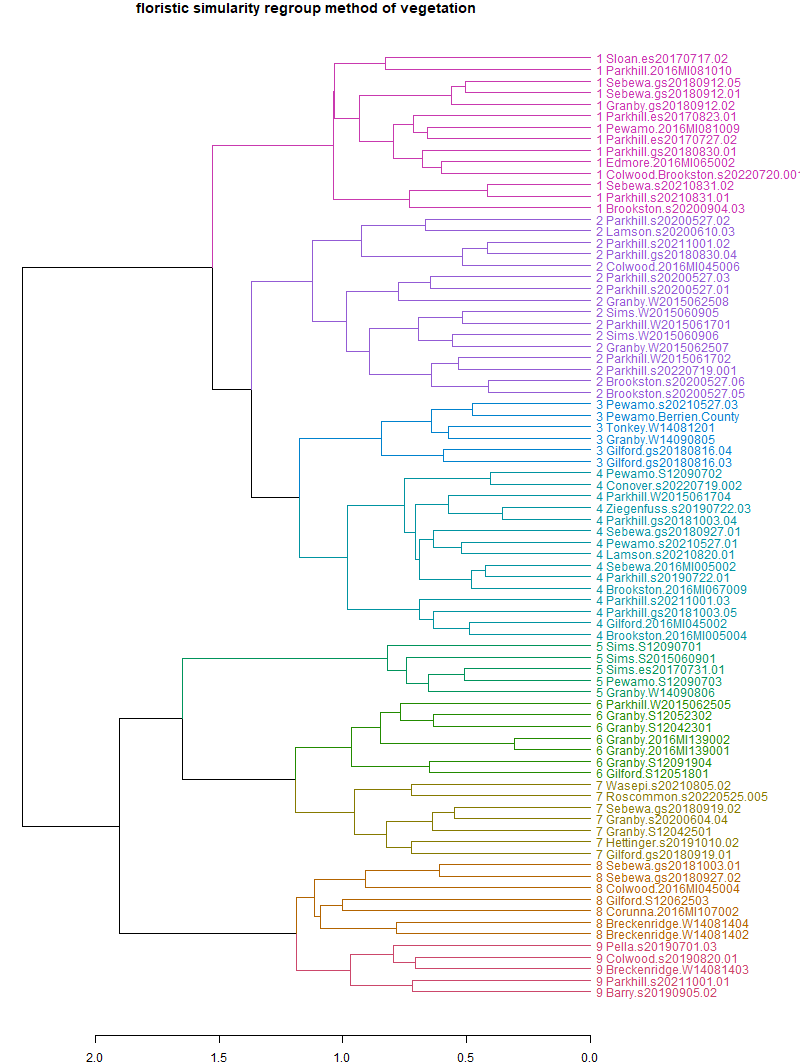 floristic simularity regroup method of vegetation
1 Sloan.es20170717.02
1 Parkhill.2016MI081010
1 Sebewa.gs20180912.05
1 Sebewa.gs20180912.01
1 Granby.gs20180912.02
1 Parkhill.es20170823.01
1 Pewamo.2016MI081009
1 Parkhill.es20170727.02
1 Parkhill.gs20180830.01
1 Edmore.2016MI065002
1 Colwood.Brookston.s20220720.001
1 Sebewa.s20210831.02
1 Parkhill.s20210831.01
1 Brookston.s20200904.03
2 Parkhill.s20200527.02
2 Lamson.s20200610.03
2 Parkhill.s20211001.02
2 Parkhill.gs20180830.04
2 Colwood.2016MI045006
2 Parkhill.s20200527.03
2 Parkhill.s20200527.01
2 Granby.W2015062508
2 Sims.W2015060905
2 Parkhill.W2015061701
2 Sims.W2015060906
2 Granby.W2015062507
2 Parkhill.W2015061702
2 Parkhill.s20220719.001
2 Brookston.s20200527.06
2 Brookston.s20200527.05
3 Pewamo.s20210527.03
3 Pewamo.Berrien.County
3 Tonkey.W14081201
3 Granby.W14090805
3 Gilford.gs20180816.04
3 Gilford.gs20180816.03
4 Pewamo.S12090702
4 Conover.s20220719.002
4 Parkhill.W2015061704
4 Ziegenfuss.s20190722.03
4 Parkhill.gs20181003.04
4 Sebewa.gs20180927.01
4 Pewamo.s20210527.01
4 Lamson.s20210820.01
4 Sebewa.2016MI005002
4 Parkhill.s20190722.01
4 Brookston.2016MI067009
4 Parkhill.s20211001.03
4 Parkhill.gs20181003.05
4 Gilford.2016MI045002
4 Brookston.2016MI005004
5 Sims.S12090701
5 Sims.S2015060901
5 Sims.es20170731.01
5 Pewamo.S12090703
5 Granby.W14090806
6 Parkhill.W2015062505
6 Granby.S12052302
6 Granby.S12042301
6 Granby.2016MI139002
6 Granby.2016MI139001
6 Granby.S12091904
6 Gilford.S12051801
7 Wasepi.s20210805.02
7 Roscommon.s20220525.005
7 Sebewa.gs20180919.02
7 Granby.s20200604.04
7 Granby.S12042501
7 Hettinger.s20191010.02
7 Gilford.gs20180919.01
8 Sebewa.gs20181003.01
8 Sebewa.gs20180927.02
8 Colwood.2016MI045004
8 Gilford.S12062503
8 Corunna.2016MI107002
8 Breckenridge.W14081404
8 Breckenridge.W14081402
9 Pella.s20190701.03
9 Colwood.s20190820.01
9 Breckenridge.W14081403
9 Parkhill.s20211001.01
9 Barry.s20190905.02
2.0 1.5 1.0 0.5 0.0